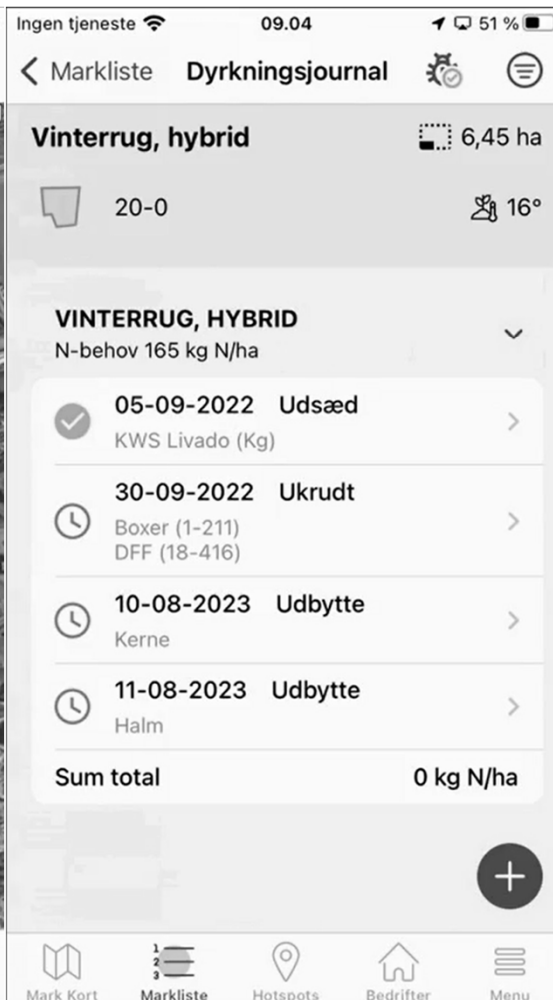 Ingen tjeneste 09.04 51 %
Markliste Dyrkningsjournal
Vinterrug, hybrid 6,45 ha
20-0 16°
VINTERRUG, HYBRID
N-behov 165 kg N/ha
05-09-2022 Udsæd
KWS Livado (Kg)
30-09-2022 Ukrudt
Boxer (1-211)
DFF (18-416)
10-08-2023 Udbytte
Kerne
11-08-2023 Udbytte
Halm
Sum total 0 kg N/ha
1
2
3
Mark Kort Markliste Hotspots Bedrifter Menu